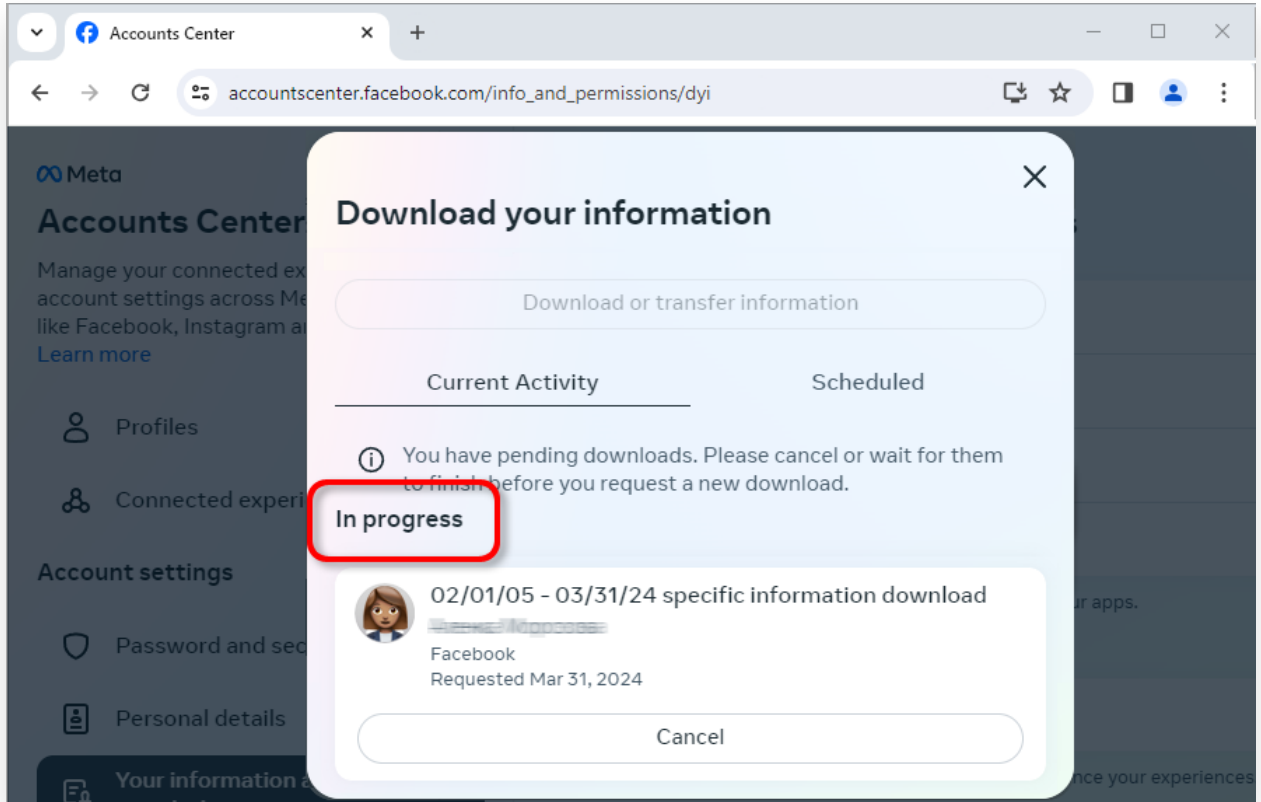 Accounts Center
accountscenter.facebook.com/info_and_permissions/dyi
Meta
Accounts Center
Manage your connected ex
account settings across Me
like Facebook, Instagram a
Learn more
Profiles
Connected experi
Account settings
Password and sec
Personal details
Your information a
Download your information
Download or transfer information
Current Activity
Scheduled
You have pending downloads. Please cancel or wait for them
to finish before you request a new download.
In progress
02/01/05 - 03/31/24 specific information download
Facebook
Requested Mar 31, 2024
Cancel
ur apps.
nce your experiences